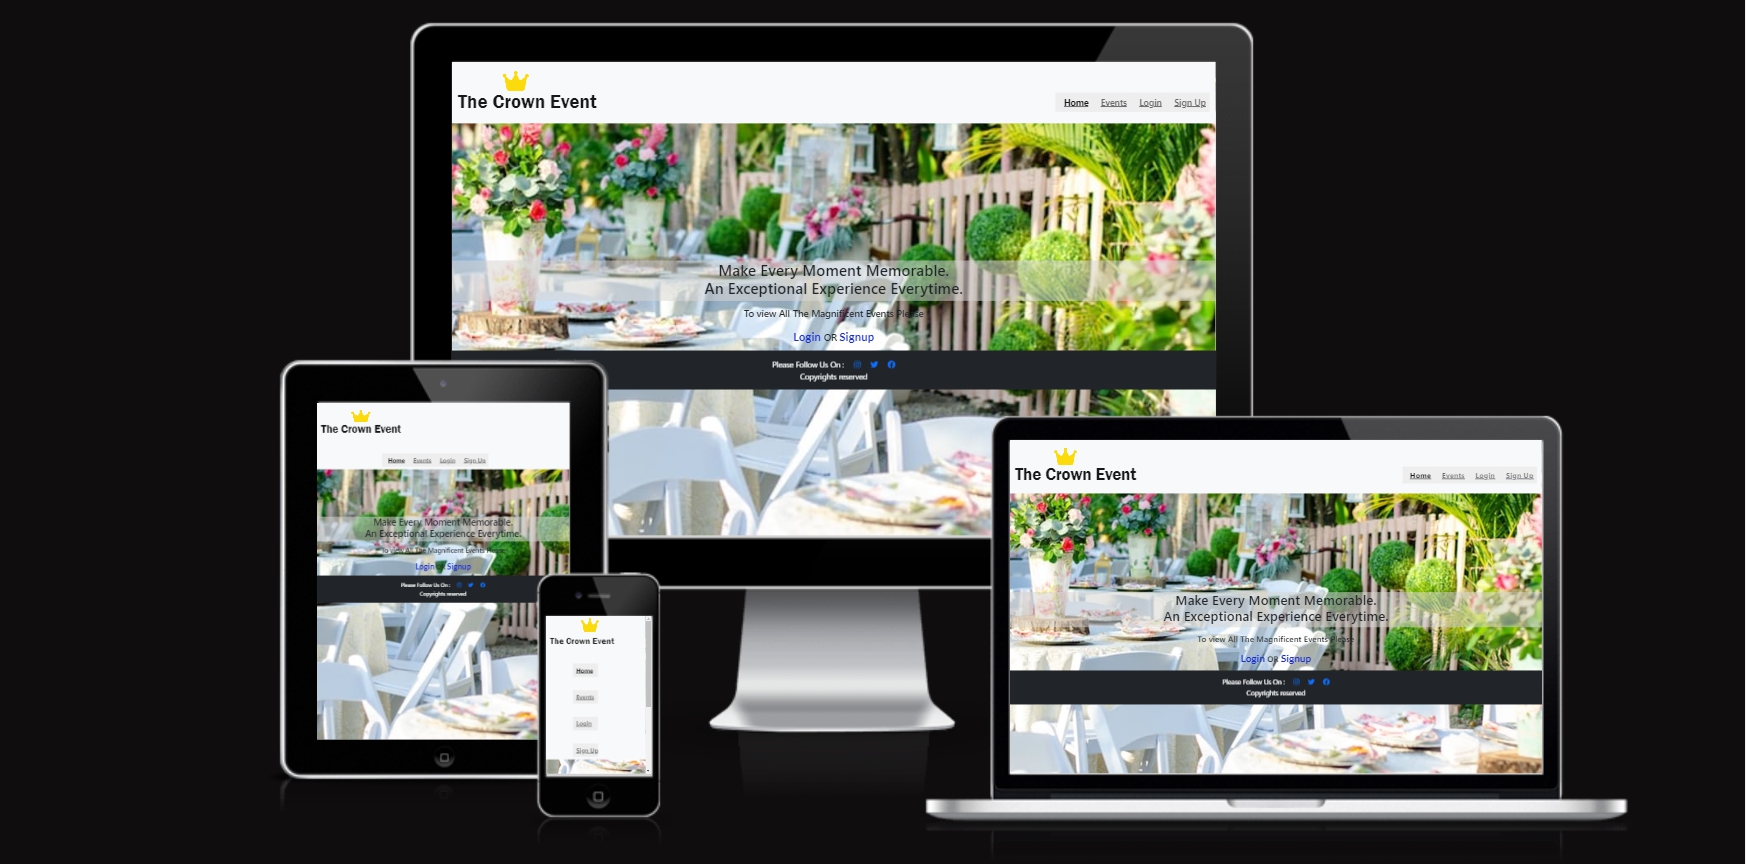 The Crown Event
Home Events Login Sign Up
Make Every Moment Memorable.
An Exceptional Experience Everytime.
To view All The Magnificent Events Please
Login OR Signup
Please Follow Us On :
Copyrights reserved
The Crown Event
Home Events Login Sign Up
Make Every Moment Memorable.
An Exceptional Experience Everytime.
To view All The Magnificent Events Please
Login OR Signup
Please Follow Us On :
Copyrights reserved
The Crown Event
Home
Events
Login
Sign Up
The Crown Event
Home Events Login Sign Up
Make Every Moment Memorable.
An Exceptional Experience Everytime.
To view All The Magnificent Events Please
Login OR Signup
Please Follow Us On :
Copyrights reserved